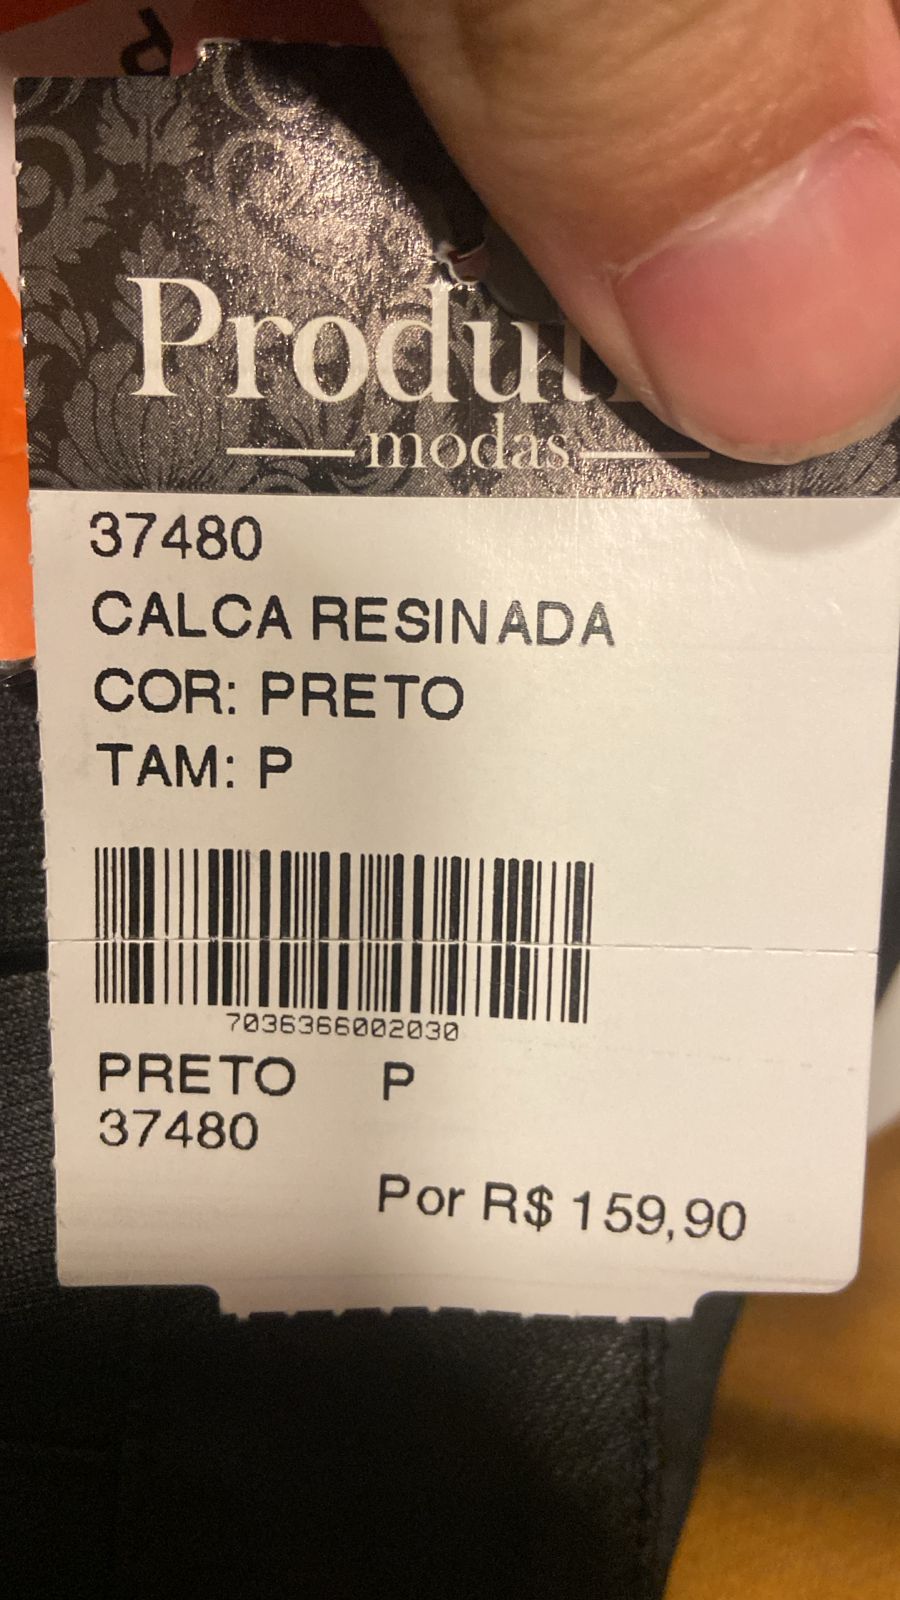 modas
37480
CALCA RESINADA
COR: PRETO
TAM: P
7036366002030
PRETO P
37480
Por R$ 159,90